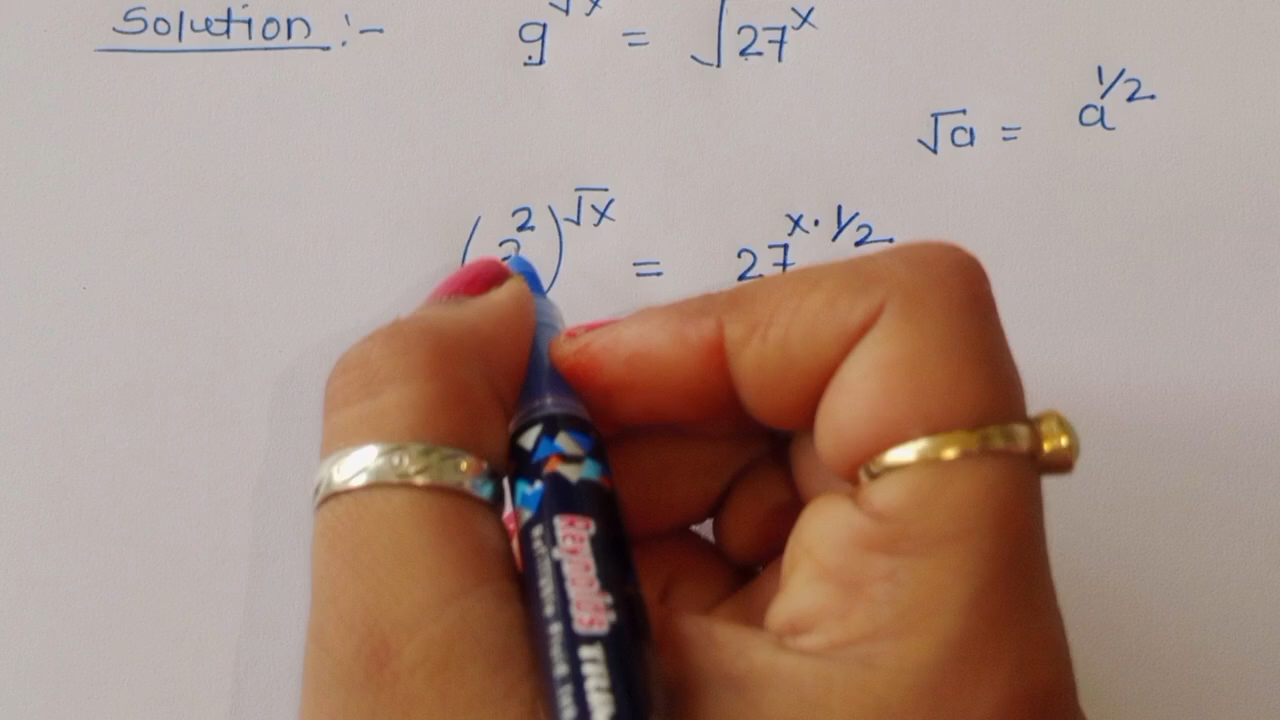 Solution :- 9^√x = √27^x
√a = a^1/2
(3^2)^√x = 27^x·1/2
Reynolds